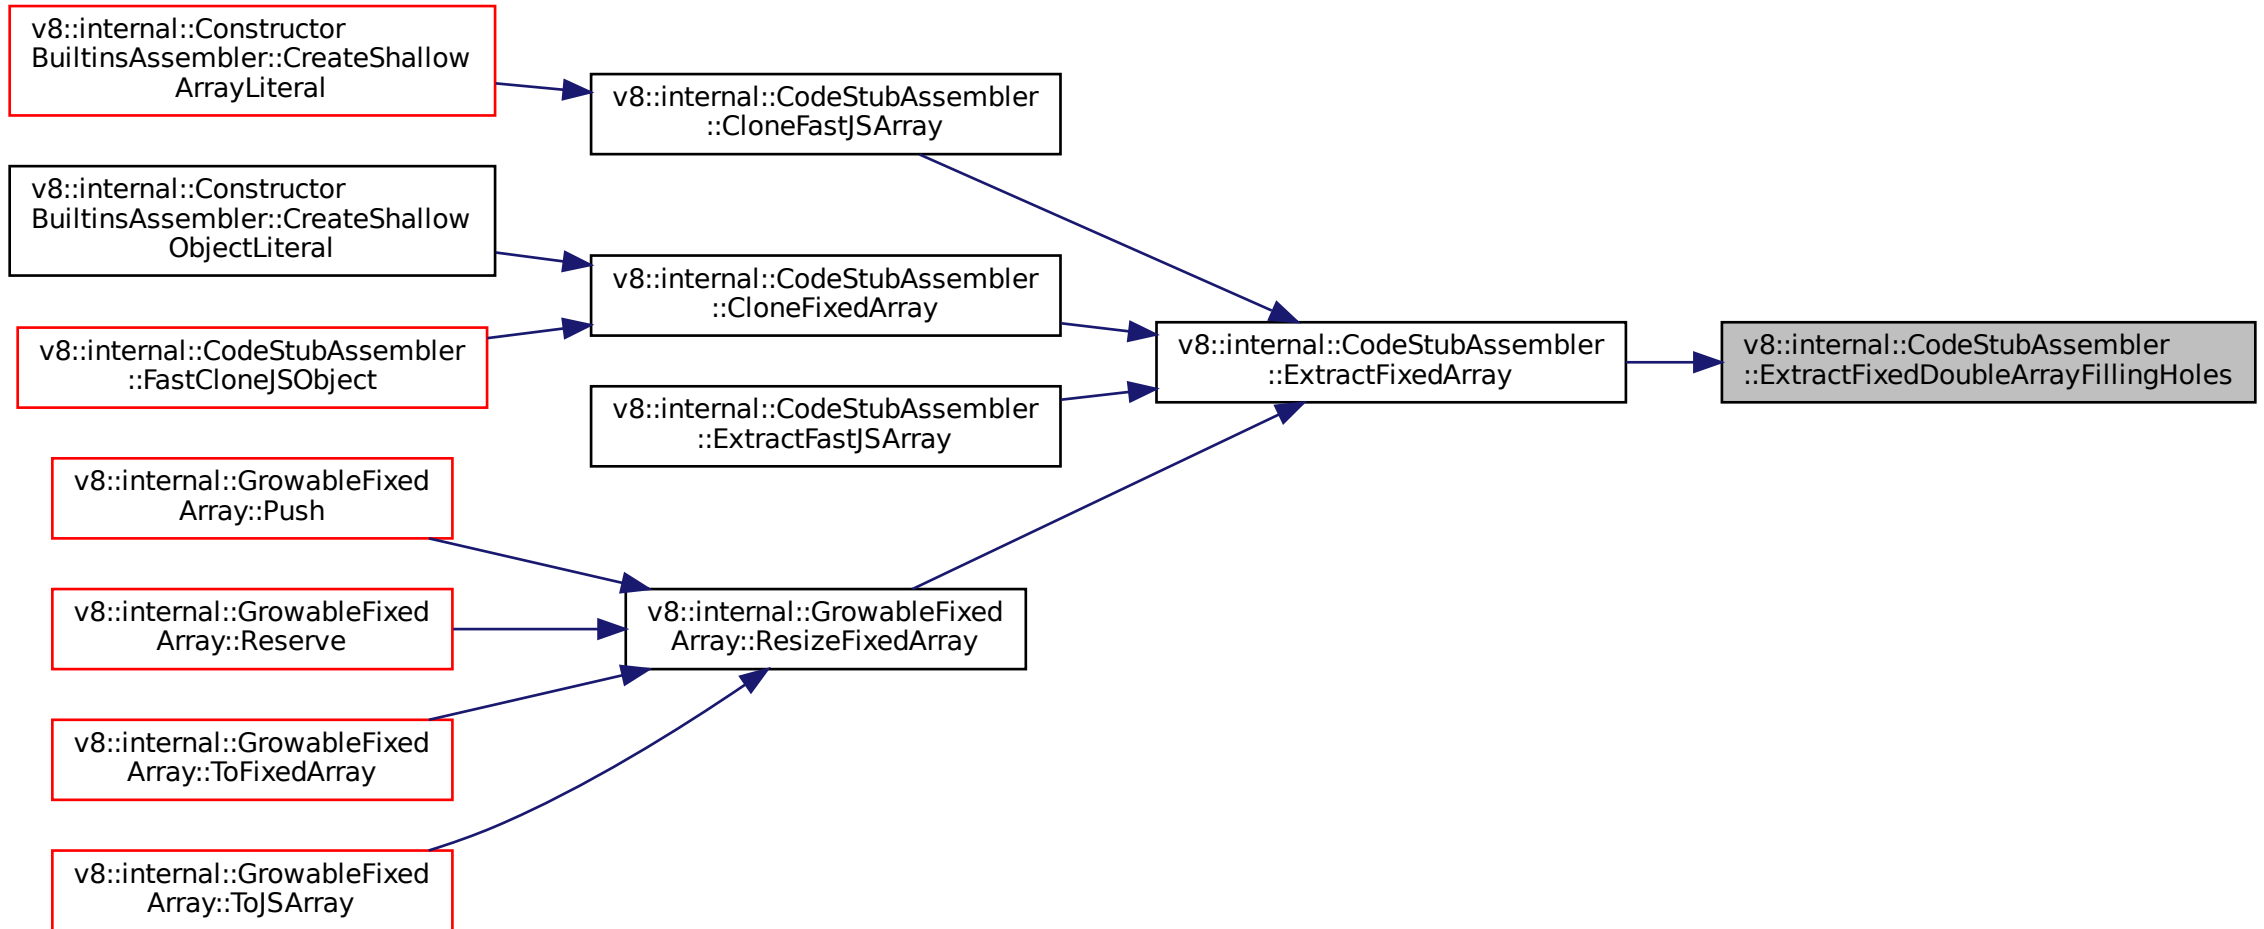 v8::internal::Constructor
BuiltinsAssembler::CreateShallow
ArrayLiteral
v8::internal::CodeStubAssembler
::CloneFastJSArray
v8::internal::Constructor
BuiltinsAssembler::CreateShallow
ObjectLiteral
v8::internal::CodeStubAssembler
::CloneFixedArray
v8::internal::CodeStubAssembler
::FastCloneJSObject
v8::internal::CodeStubAssembler
::ExtractFixedArray
v8::internal::CodeStubAssembler
::ExtractFixedDoubleArrayFillingHoles
v8::internal::CodeStubAssembler
::ExtractFastJSArray
v8::internal::GrowableFixed
Array::Push
v8::internal::GrowableFixed
Array::Reserve
v8::internal::GrowableFixed
Array::ResizeFixedArray
v8::internal::GrowableFixed
Array::ToFixedArray
v8::internal::GrowableFixed
Array::ToJSArray